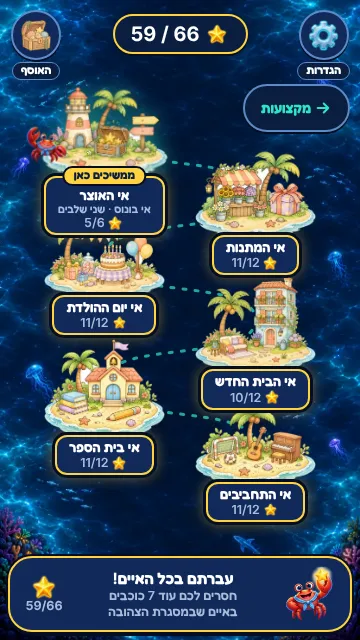 59 / 66
האוסף
הגדרות
מקצועות →
ממשיכים כאן
אי האוצר
אי בונוס · שני שלבים
5/6
אי המתנות
11/12
אי יום ההולדת
11/12
אי הבית החדש
10/12
אי בית הספר
11/12
אי התחביבים
11/12
עברתם בכל האיים!
חסרים לכם עוד 7 כוכבים
באיים שבמסגרת הצהובה
59/66